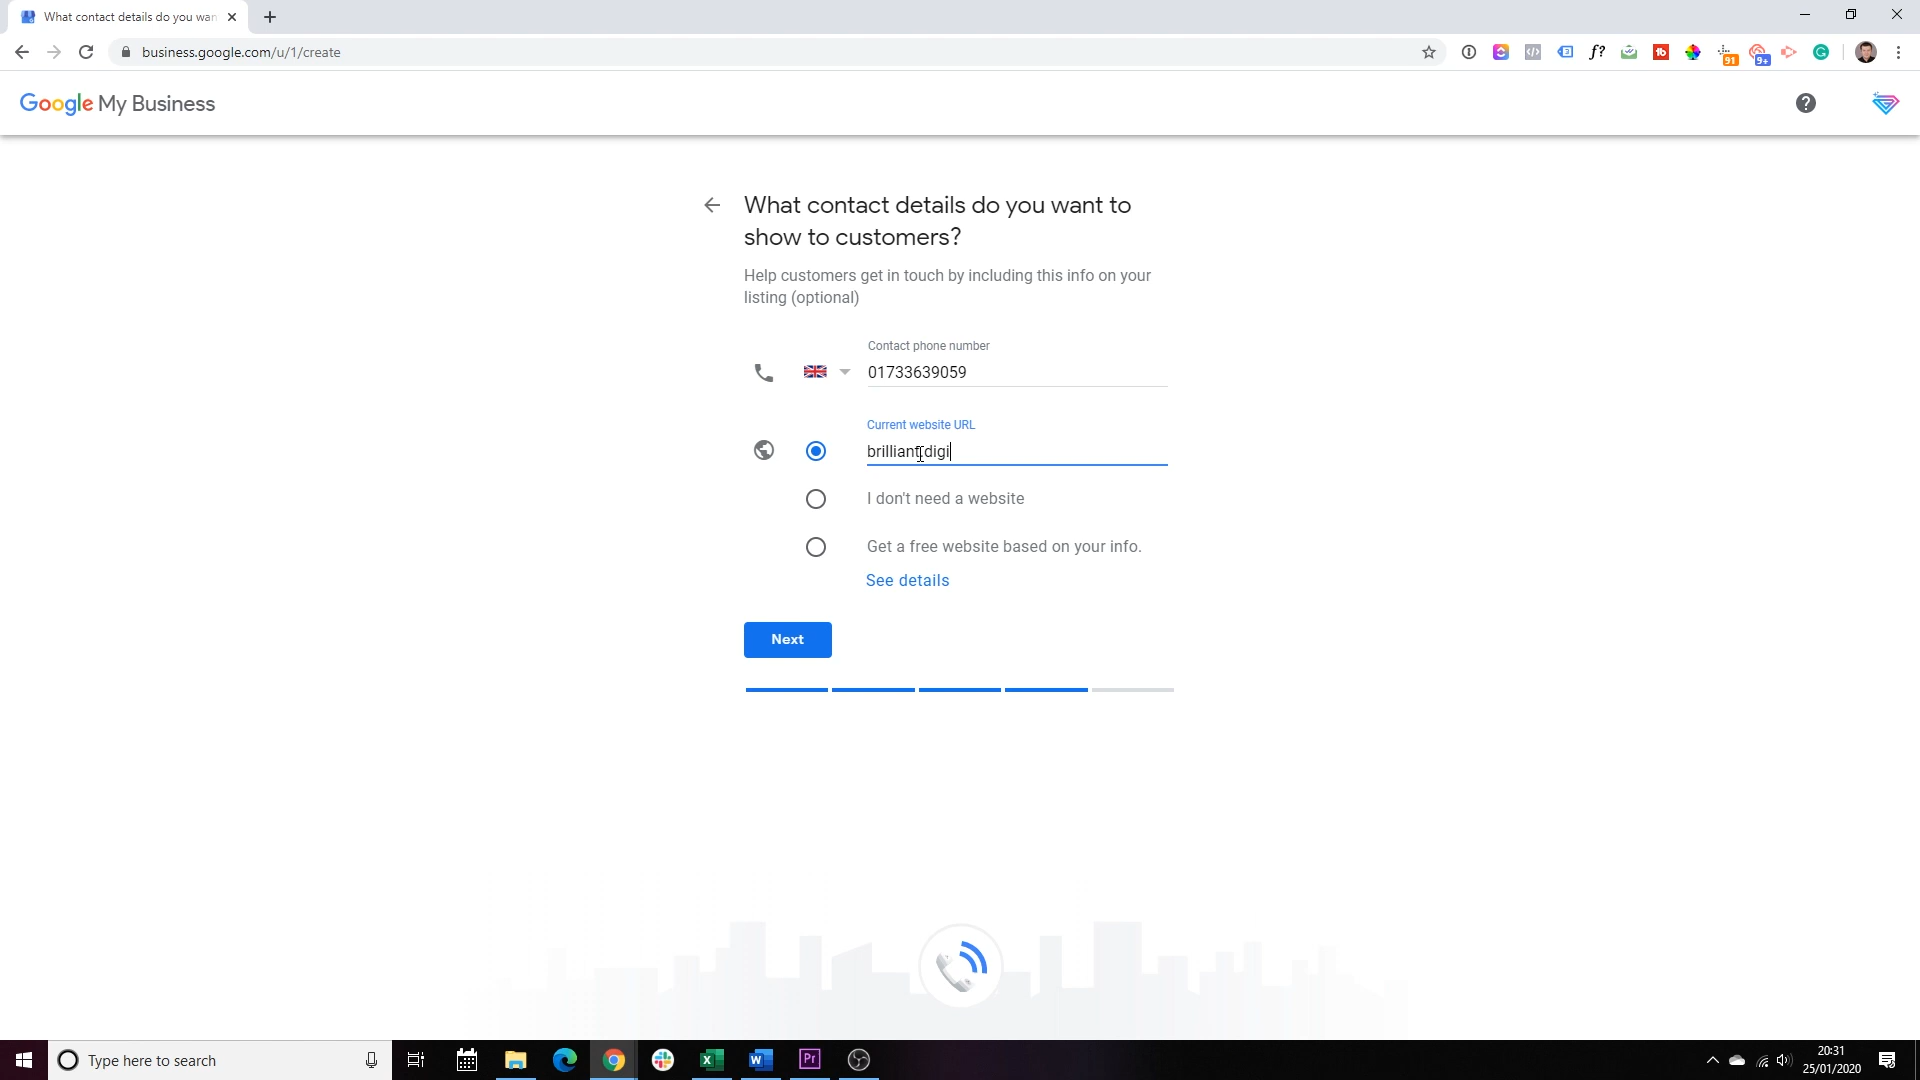 What contact details do you wan
business.google.com/u/1/create
91
9+
Google My Business
What contact details do you want to
show to customers?
Help customers get in touch by including this info on your
listing (optional)
Contact phone number
01733639059
Current website URL
brilliantdigi
I don't need a website
Get a free website based on your info.
See details
Next
Type here to search
20:31
25/01/2020